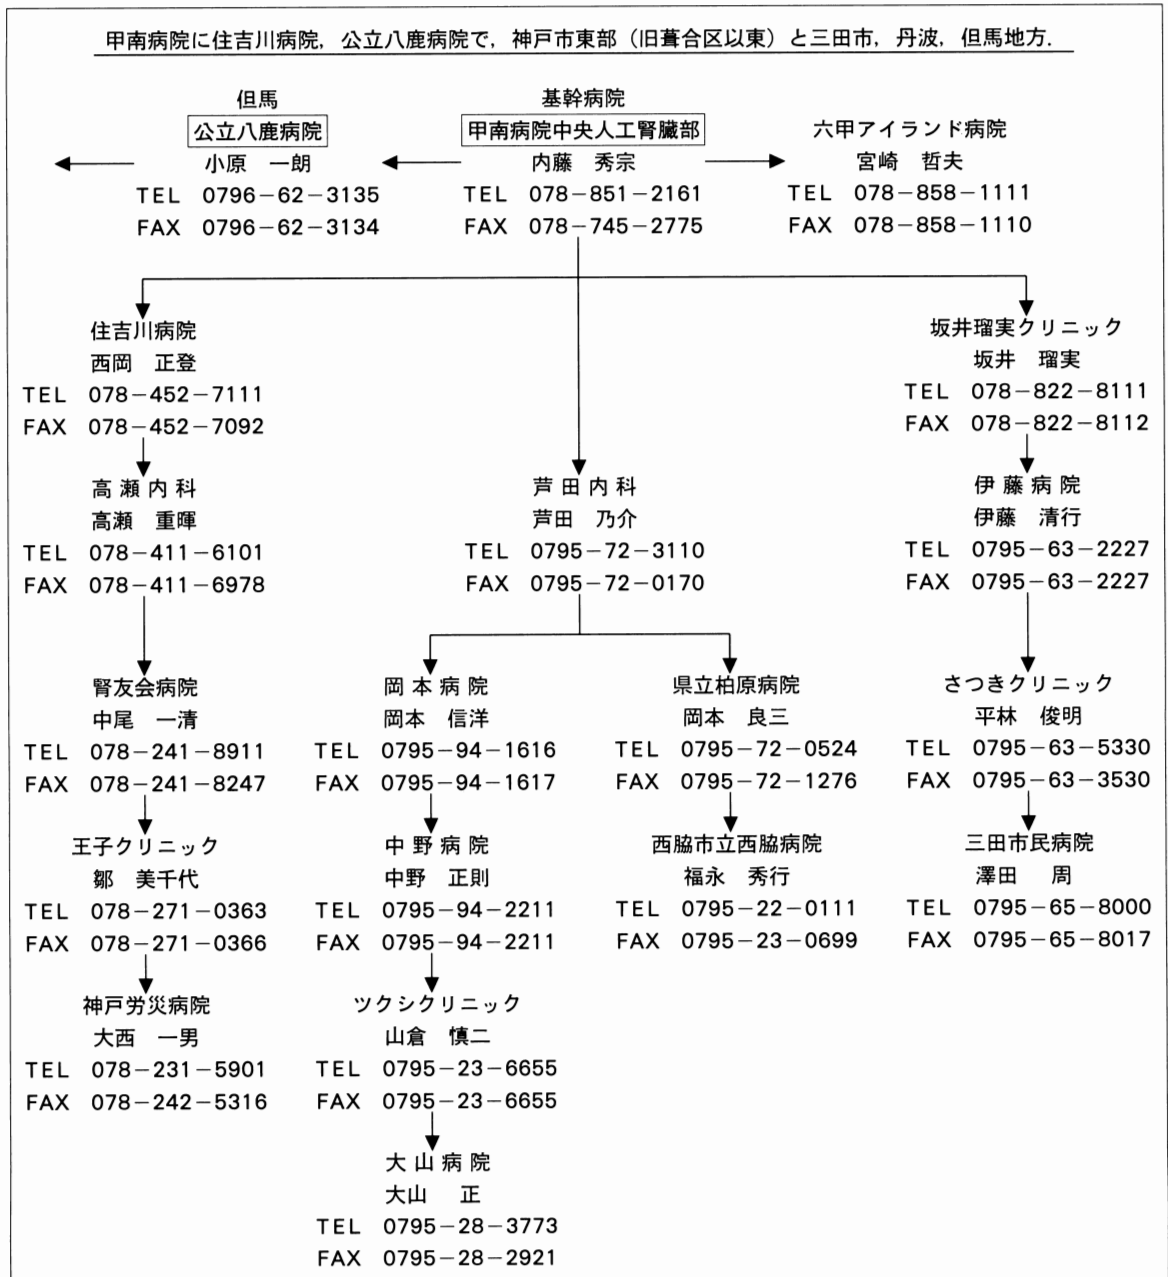 甲南病院に住吉川病院，公立八鹿病院で，神戸市東部（旧葺合区以東）と三田市，丹波，但馬地方．
但馬
公立八鹿病院
小原　一朗
TEL　0796－62－3135
FAX　0796－62－3134
基幹病院
甲南病院中央人工腎臓部
内藤　秀宗
TEL　078－851－2161
FAX　078－745－2775
六甲アイランド病院
宮崎　哲夫
TEL　078－858－1111
FAX　078－858－1110
住吉川病院
西岡　正登
TEL　078－452－7111
FAX　078－452－7092
坂井瑠実クリニック
坂井　瑠実
TEL　078－822－8111
FAX　078－822－8112
高瀬内科
高瀬　重暉
TEL　078－411－6101
FAX　078－411－6978
芦田内科
芦田　乃介
TEL　0795－72－3110
FAX　0795－72－0170
伊藤病院
伊藤　清行
TEL　0795－63－2227
FAX　0795－63－2227
腎友会病院
中尾　一清
TEL　078－241－8911
FAX　078－241－8247
岡本病院
岡本　信洋
TEL　0795－94－1616
FAX　0795－94－1617
県立柏原病院
岡本　良三
TEL　0795－72－0524
FAX　0795－72－1276
さつきクリニック
平林　俊明
TEL　0795－63－5330
FAX　0795－63－3530
王子クリニック
鄒　美千代
TEL　078－271－0363
FAX　078－271－0366
中野病院
中野　正則
TEL　0795－94－2211
FAX　0795－94－2211
西脇市立西脇病院
福永　秀行
TEL　0795－22－0111
FAX　0795－23－0699
三田市民病院
澤田　周
TEL　0795－65－8000
FAX　0795－65－8017
神戸労災病院
大西　一男
TEL　078－231－5901
FAX　078－242－5316
ツクシクリニック
山倉　慎二
TEL　0795－23－6655
FAX　0795－23－6655
大山病院
大山　正
TEL　0795－28－3773
FAX　0795－28－2921